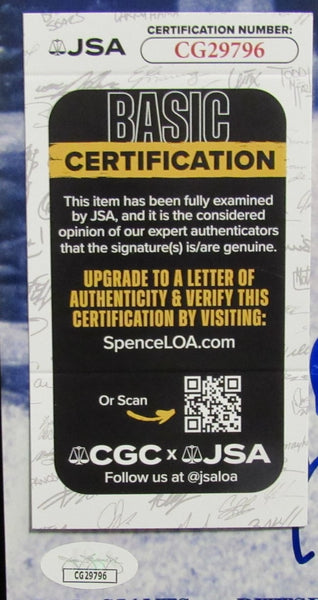 JSA
CERTIFICATION NUMBER:
CG29796
BASIC
CERTIFICATION
This item has been fully examined
by JSA, and it is the considered
opinion of our expert authenticators
that the signature(s) is/are genuine.
UPGRADE TO A LETTER OF
AUTHENTICITY & VERIFY THIS
CERTIFICATION BY VISITING:
SpenceLOA.com
Or Scan
CGC x JSA
Follow us at @jsaloa
CG29796